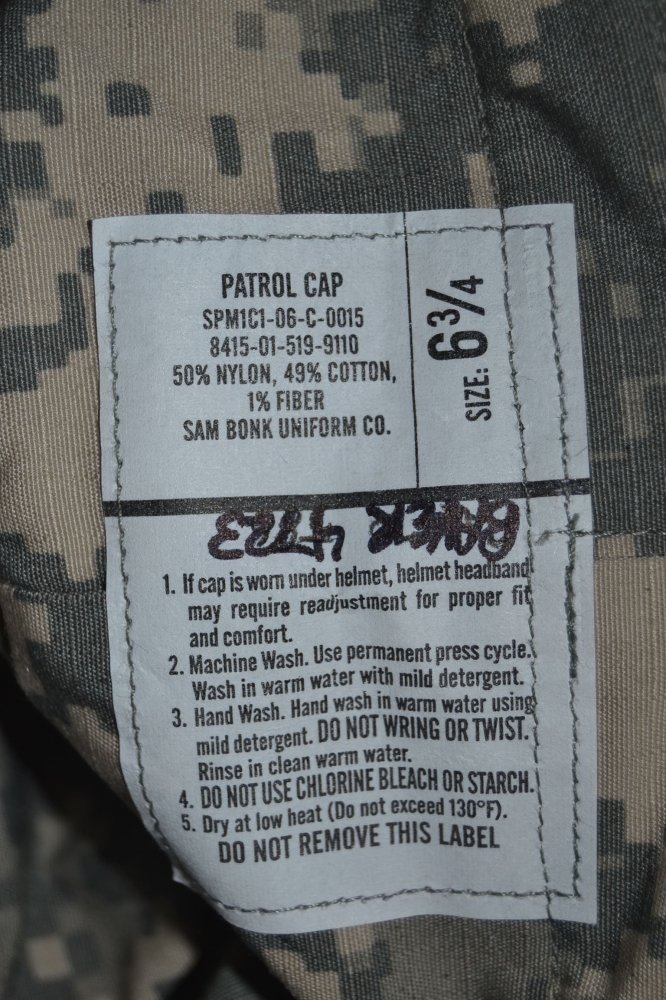 PATROL CAP
SPM1C1-06-C-0015
8415-01-519-9110
50% NYLON, 49% COTTON,
1% FIBER
SAM BONK UNIFORM CO.
SIZE: 6¾
BAKER
1. If cap is worn under helmet, helmet headband
may require readjustment for proper fit
and comfort.
2. Machine Wash. Use permanent press cycle.
Wash in warm water with mild detergent.
3. Hand Wash. Hand wash in warm water using
mild detergent. DO NOT WRING OR TWIST.
Rinse in clean warm water.
4. DO NOT USE CHLORINE BLEACH OR STARCH.
5. Dry at low heat (Do not exceed 130°F).
DO NOT REMOVE THIS LABEL